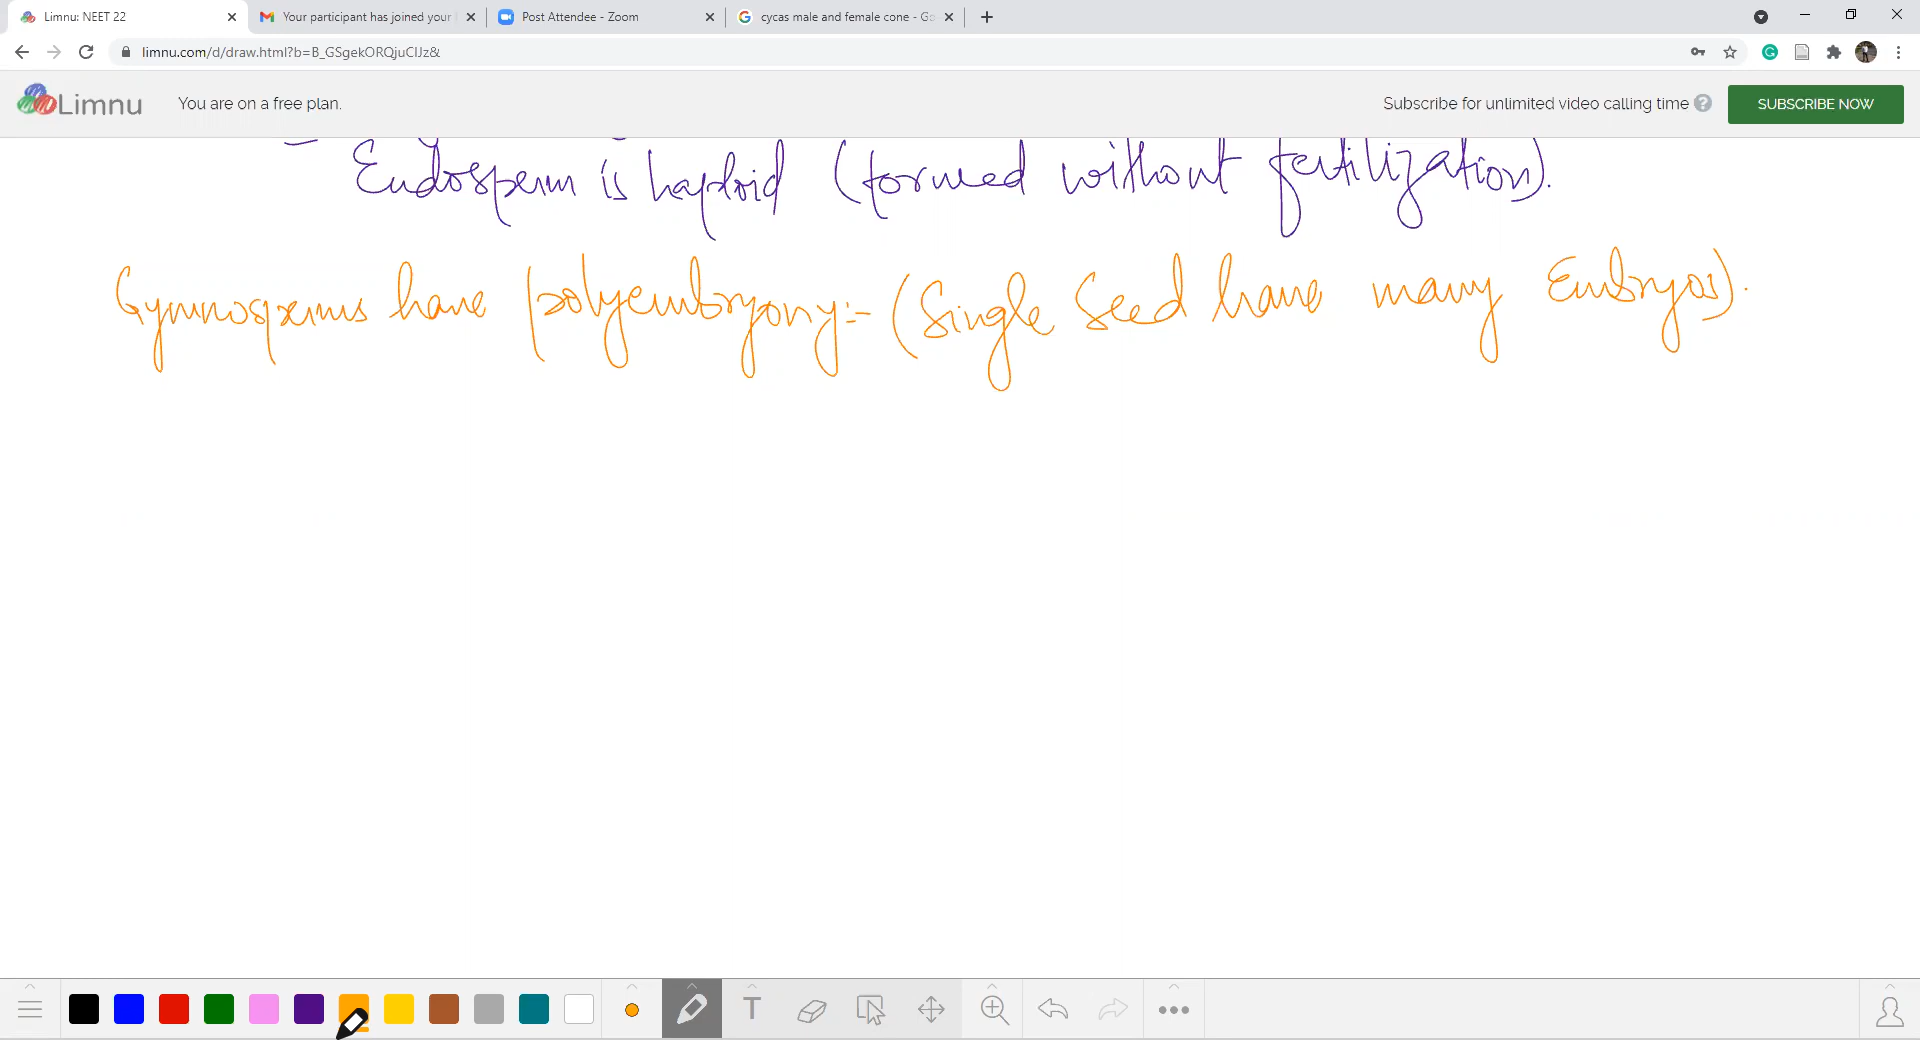 Limnu: NEET 22
Your participant has joined your
Post Attendee - Zoom
cycas male and female cone - Go
limnu.com/d/draw.html?b=B_GSgekORQjuClJz&
Limnu
You are on a free plan.
Subscribe for unlimited video calling time ?
SUBSCRIBE NOW
Endosperm is haploid (formed without fertilization).
Gymnosperms have polyembryony:- (Single Seed have many Embryos).
T